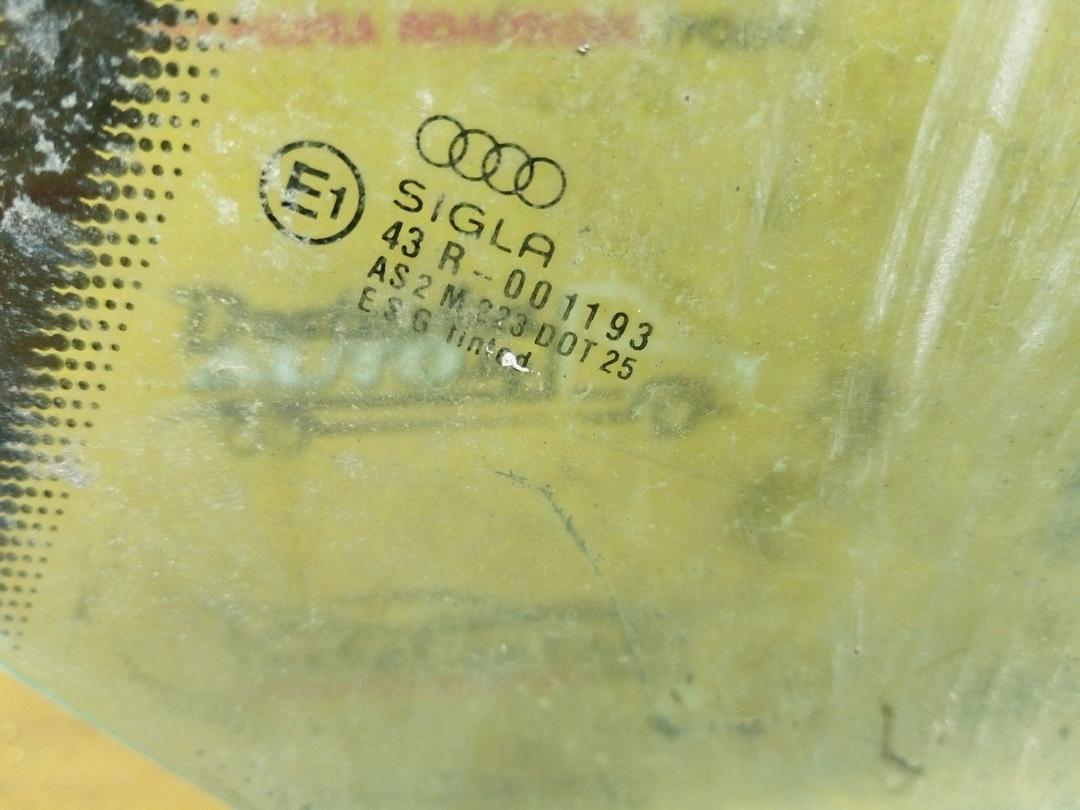 E1
SIGLA
43 R-001193
AS2 M 223 DOT 25
ESG tinted